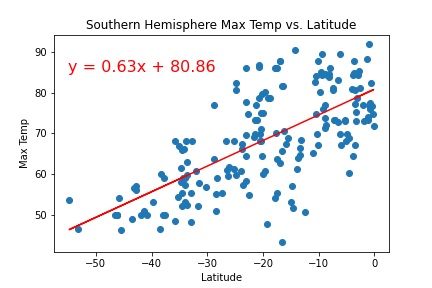 Southern Hemisphere Max Temp vs. Latitude
y = 0.63x + 80.86
90
80
70
60
50
Max Temp
−50
−40
−30
−20
−10
0
Latitude